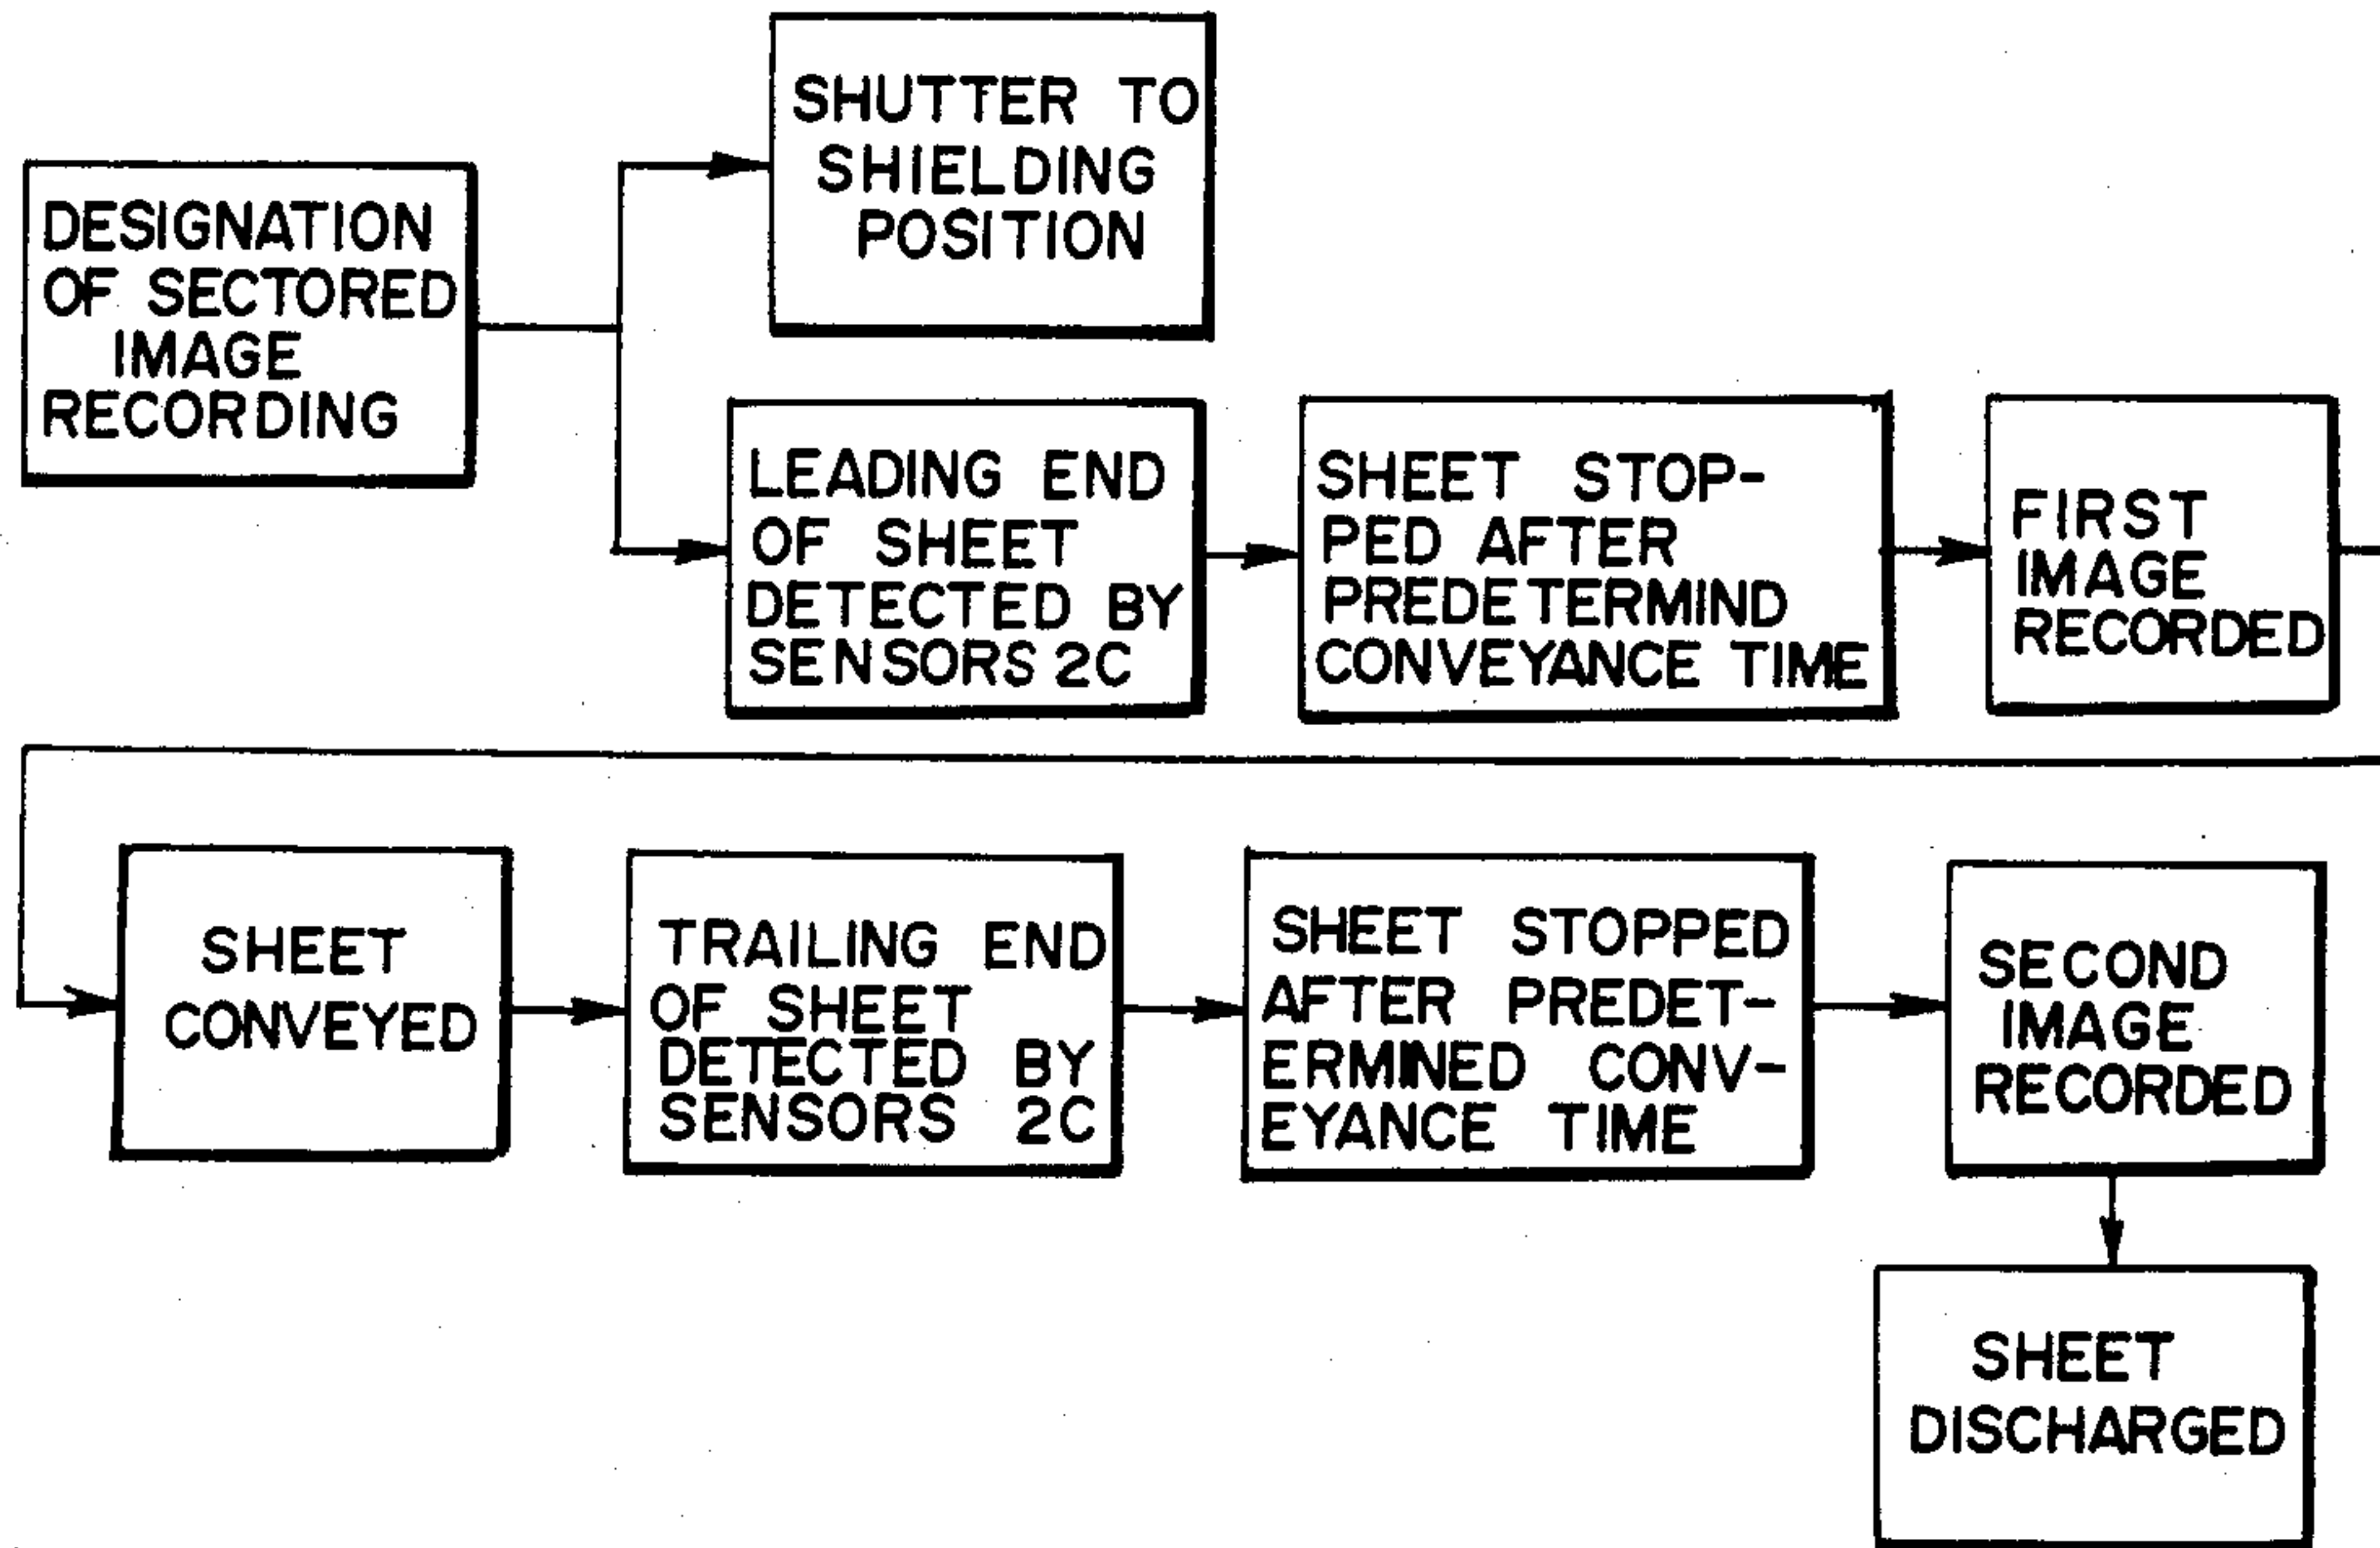 SHUTTER TO
SHIELDING
POSITION
DESIGNATION
OF SECTORED
IMAGE
RECORDING
LEADING END
OF SHEET
DETECTED BY
SENSORS 2C
SHEET STOP-
PED AFTER
PREDETERMIND
CONVEYANCE TIME
FIRST
IMAGE
RECORDED
SHEET
CONVEYED
TRAILING END
OF SHEET
DETECTED BY
SENSORS 2C
SHEET STOPPED
AFTER PREDET-
ERMINED CONV-
EYANCE TIME
SECOND
IMAGE
RECORDED
SHEET
DISCHARGED